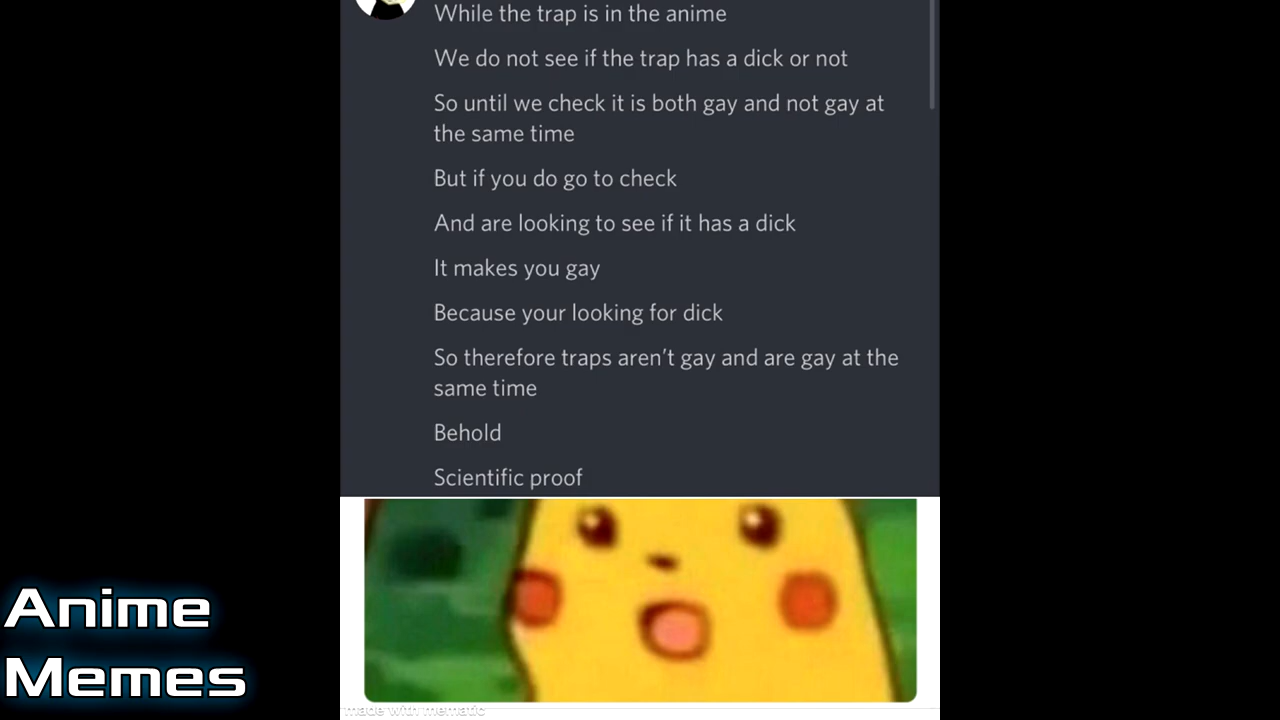 While the trap is in the anime
We do not see if the trap has a dick or not
So until we check it is both gay and not gay at
the same time
But if you do go to check
And are looking to see if it has a dick
It makes you gay
Because your looking for dick
So therefore traps aren't gay and are gay at the
same time
Behold
Scientific proof
Anime
Memes
made with mematic